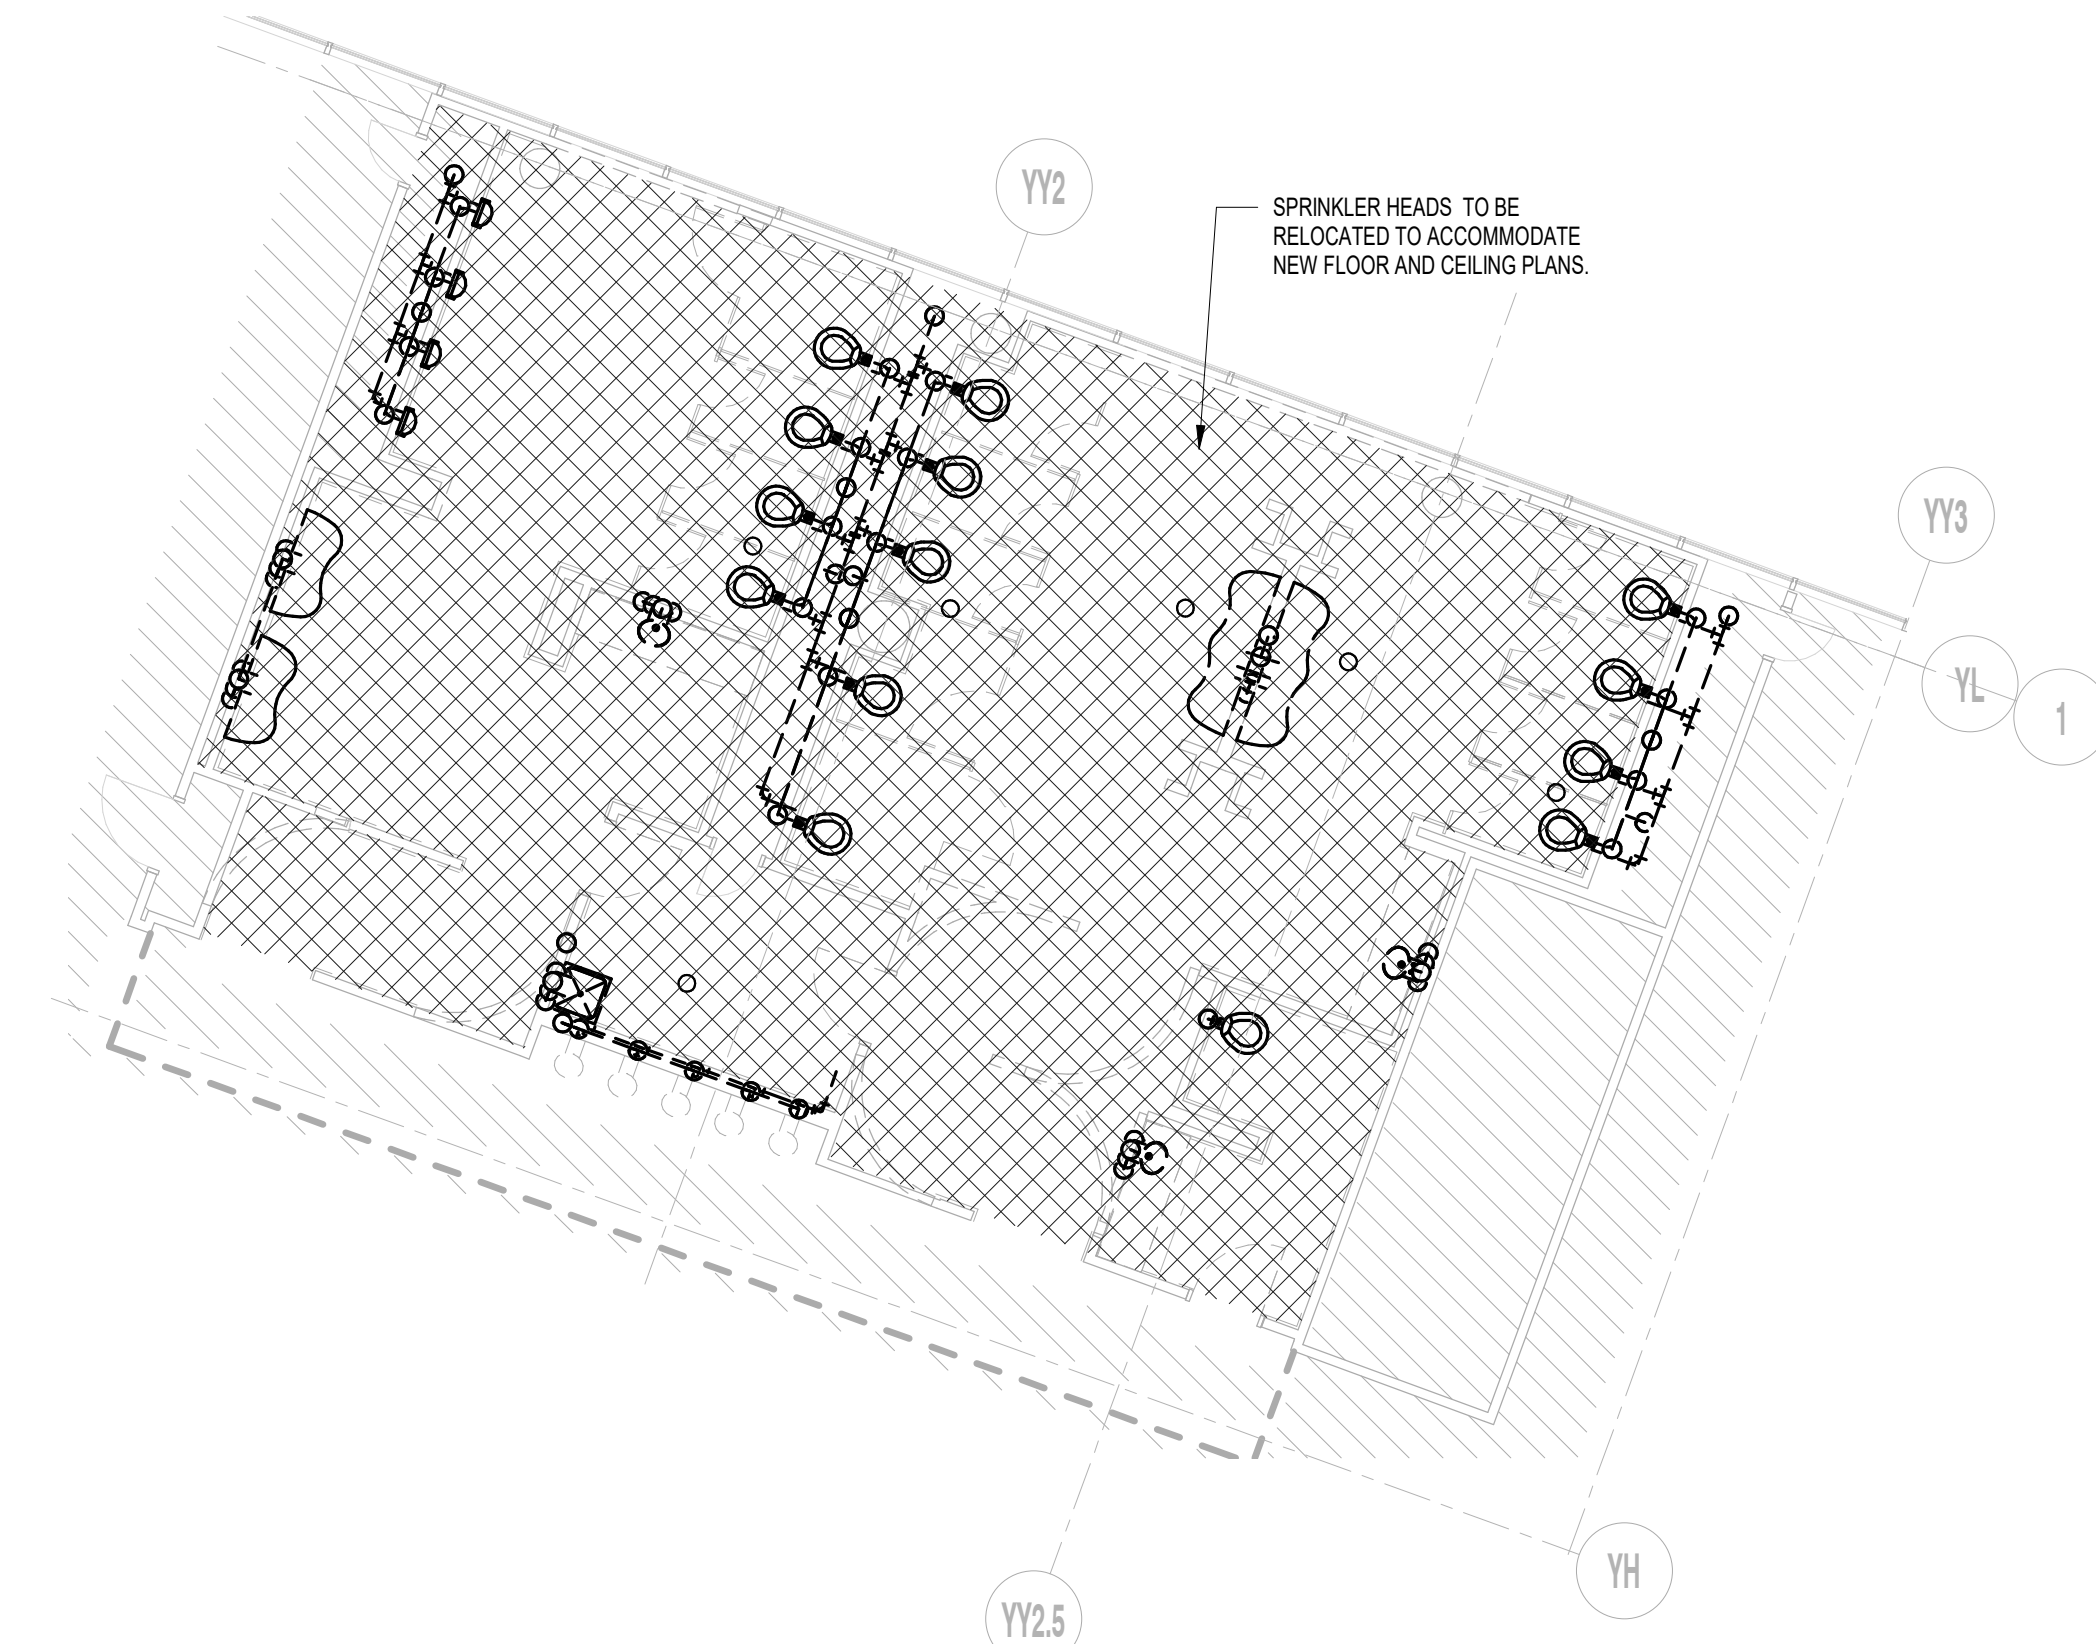 YY2
SPRINKLER HEADS TO BE
RELOCATED TO ACCOMMODATE
NEW FLOOR AND CEILING PLANS.
YY3
YL
1
YH
YY2.5